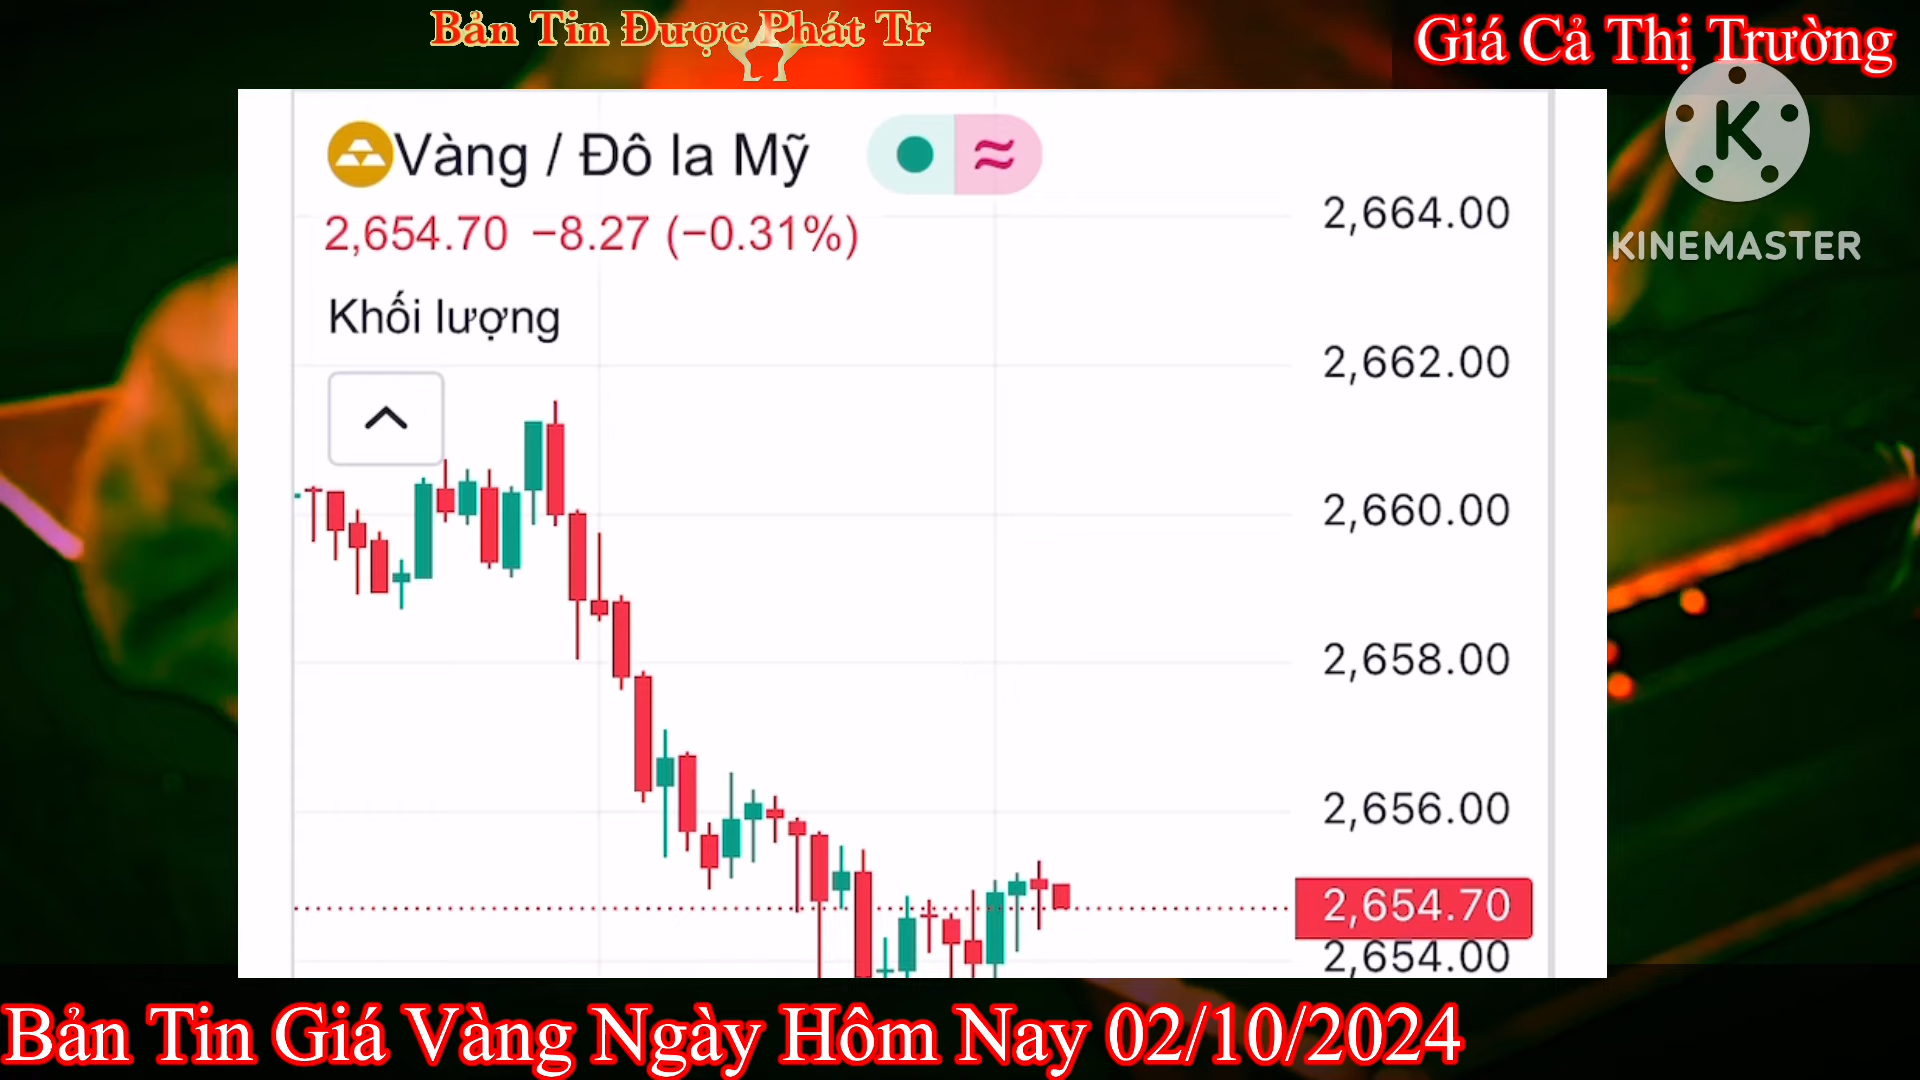 Bản Tin Được Phát Tr
Giá Cả Thị Trường
K
KINEMASTER
Vàng / Đô la Mỹ
2,654.70 −8.27 (−0.31%)
Khối lượng
2,664.00
2,662.00
2,660.00
2,658.00
2,656.00
2,654.70
2,654.00
Bản Tin Giá Vàng Ngày Hôm Nay 02/10/2024